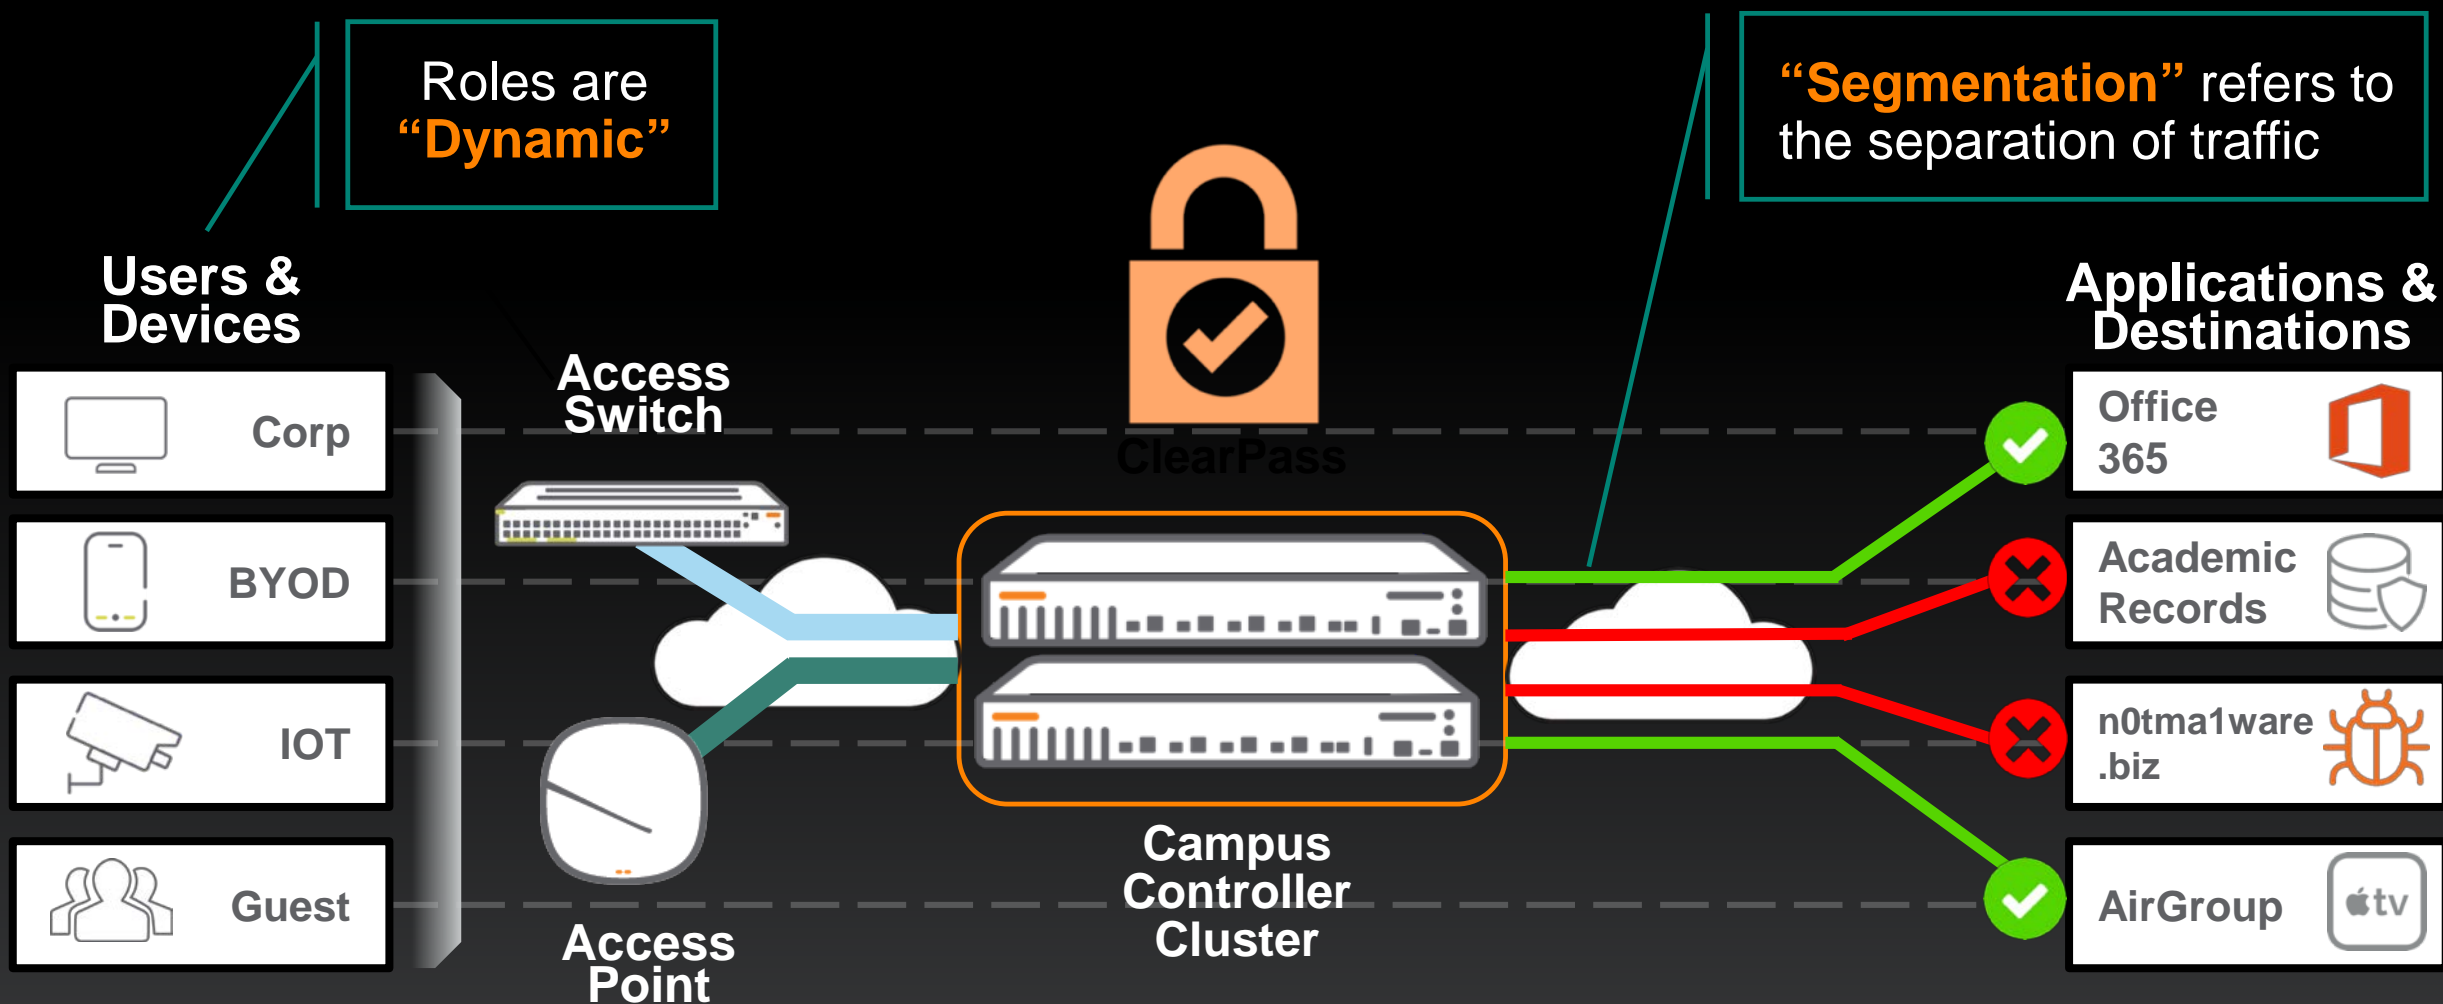 Roles are
“Dynamic”
“Segmentation” refers to
the separation of traffic
Users &
Devices
Applications &
Destinations
Access
Switch
ClearPass
Corp
BYOD
IOT
Guest
Office
365
Academic
Records
n0tma1ware
.biz
AirGroup
tv
Campus
Controller
Cluster
Access
Point